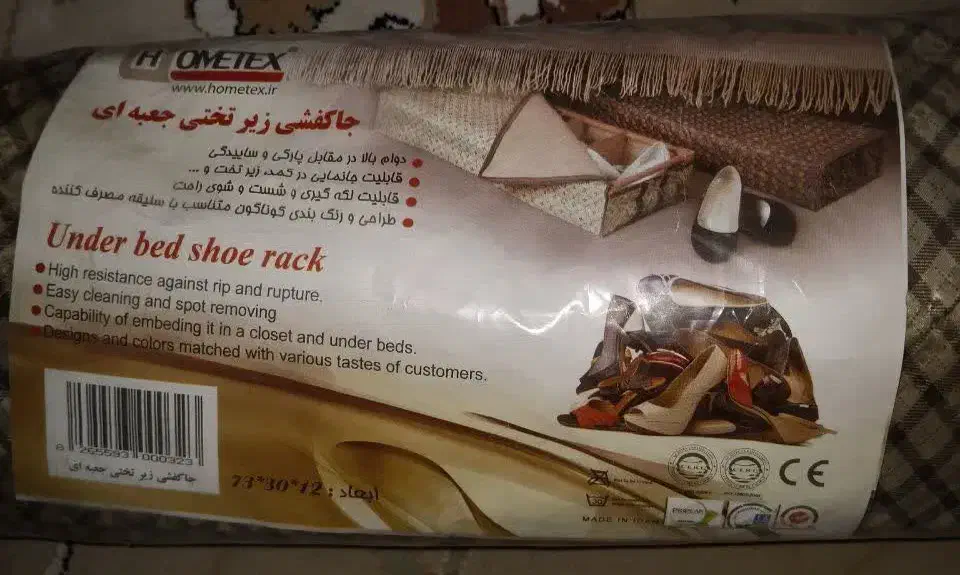 HOMETEX
www.hometex.ir
جاکفشی زیر تختی جعبه ای
دوام بالا در مقابل پارگی و ساییدگی
قابلیت جانمایی در کمد، زیر تخت و ...
قابلیت لکه گیری و شست و شوی راحت
طراحی و رنگ بندی گوناگون متناسب با سلیقه مصرف کننده
Under bed shoe rack
High resistance against rip and rupture.
Easy cleaning and spot removing
Capability of embeding it in a closet and under beds.
Designs and colors matched with various tastes of customers.
6 265593 000323
جاکفشی زیر تختی جعبه ای
ابعاد : 12*30*73
CE
MADE IN IRAN